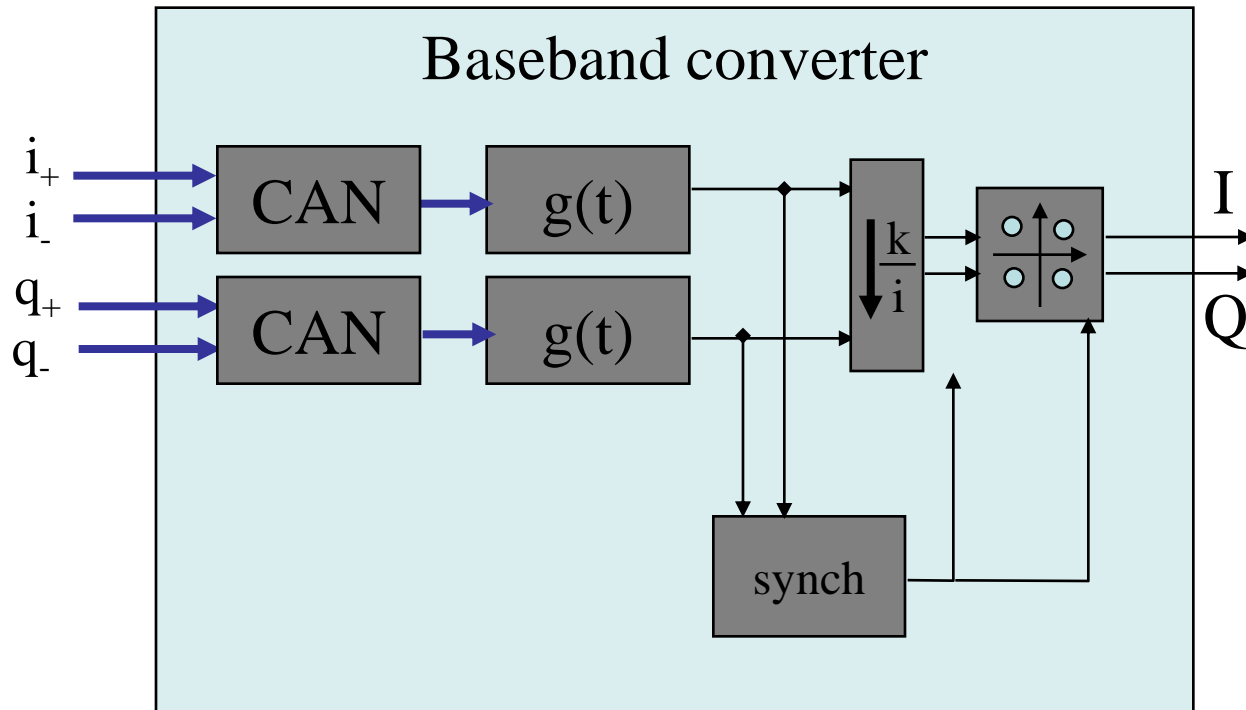 Baseband converter
i+
i-
CAN
g(t)
k
i
I
q+
q-
CAN
g(t)
Q
synch